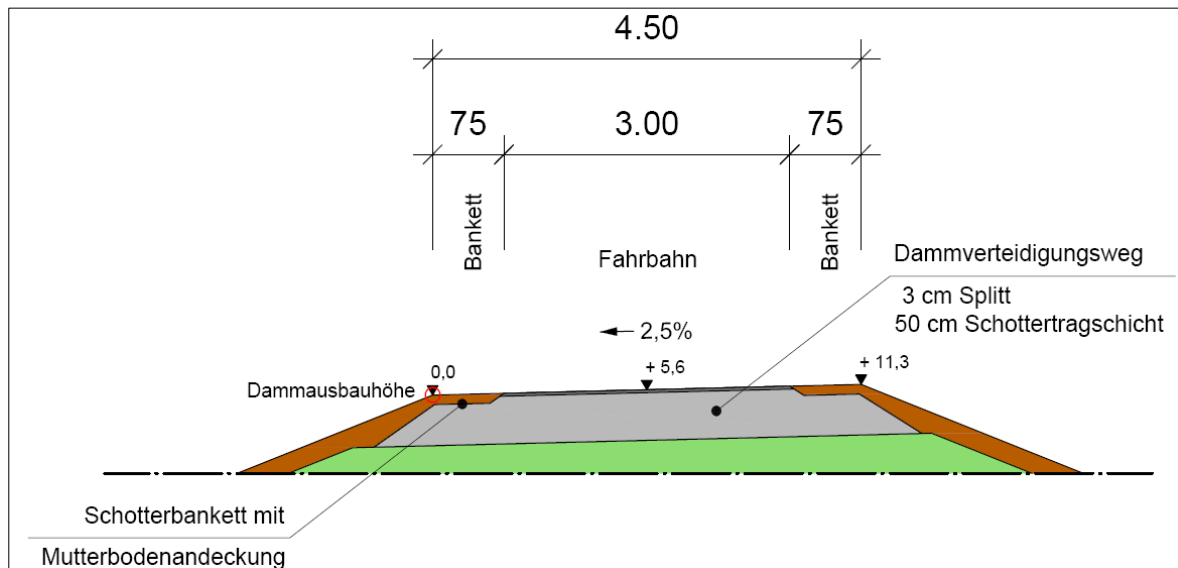 4.50
75
3.00
75
Bankett
Fahrbahn
Bankett
Dammverteidigungsweg
3 cm Splitt
50 cm Schottertragschicht
2,5%
0,0
+ 5,6
+ 11,3
Dammausbauhöhe
Schotterbankett mit
Mutterbodenandeckung